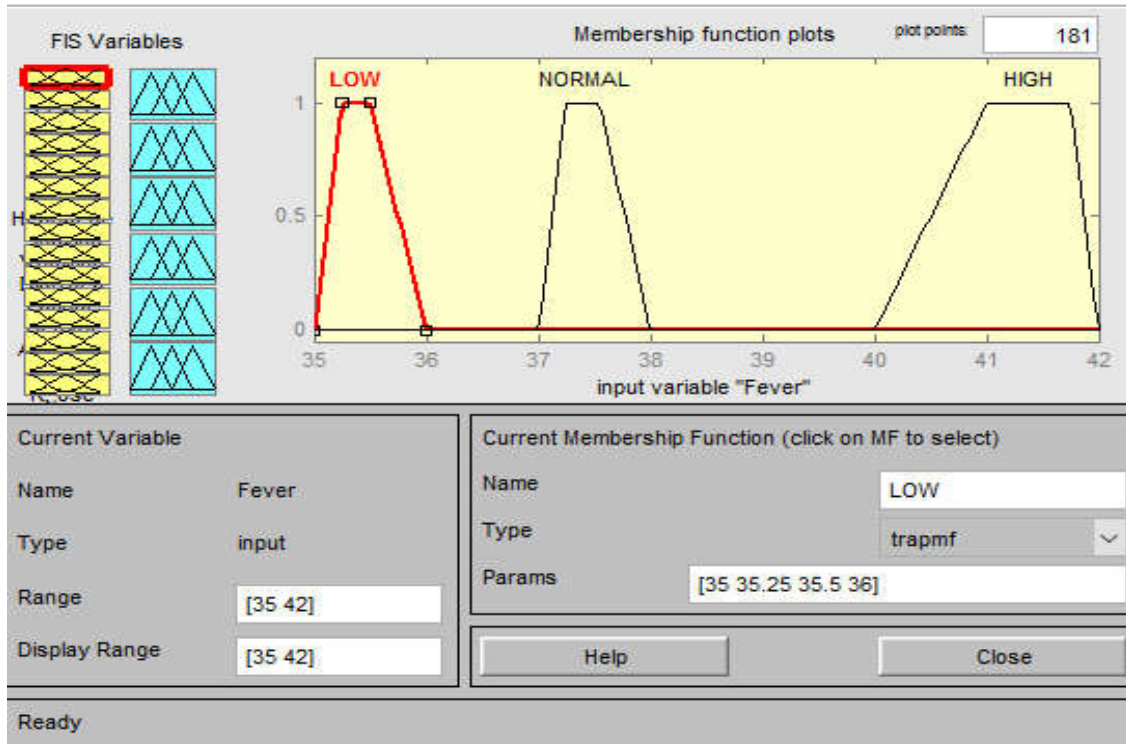 FIS Variables
Membership function plots
plot points:
181
LOW
NORMAL
HIGH
1
0.5
0
35
36
37
38
39
40
41
42
input variable "Fever"
Current Variable
Name
Fever
Type
input
Range
[35 42]
Display Range
[35 42]
Current Membership Function (click on MF to select)
Name
LOW
Type
trapmf
Params
[35 35.25 35.5 36]
Help
Close
Ready